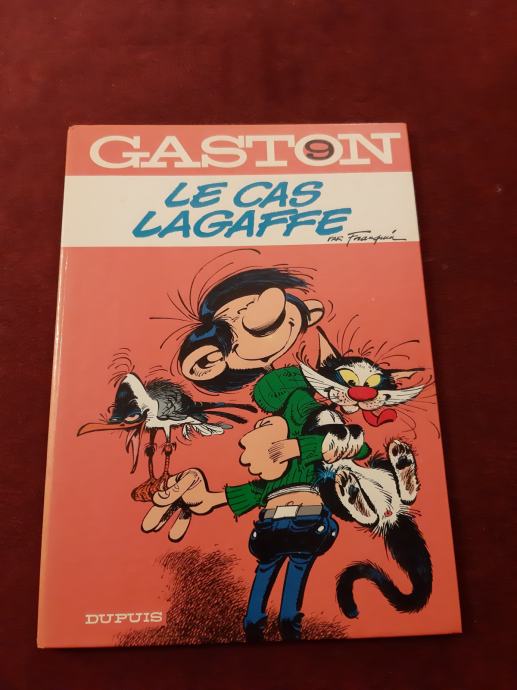 GASTON
9
LE CAS
LAGAFFE
PAR Franquin
DUPUIS